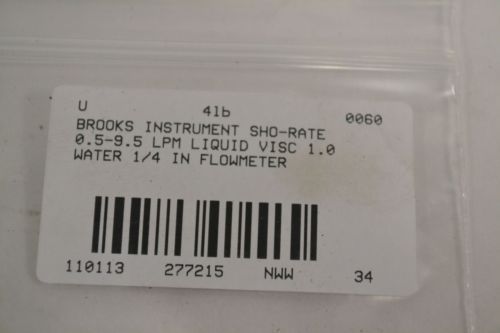 U 41b 0060
BROOKS INSTRUMENT SHO-RATE
0.5-9.5 LPM LIQUID VISC 1.0
WATER 1/4 IN FLOWMETER
110113 277215 NWW 34